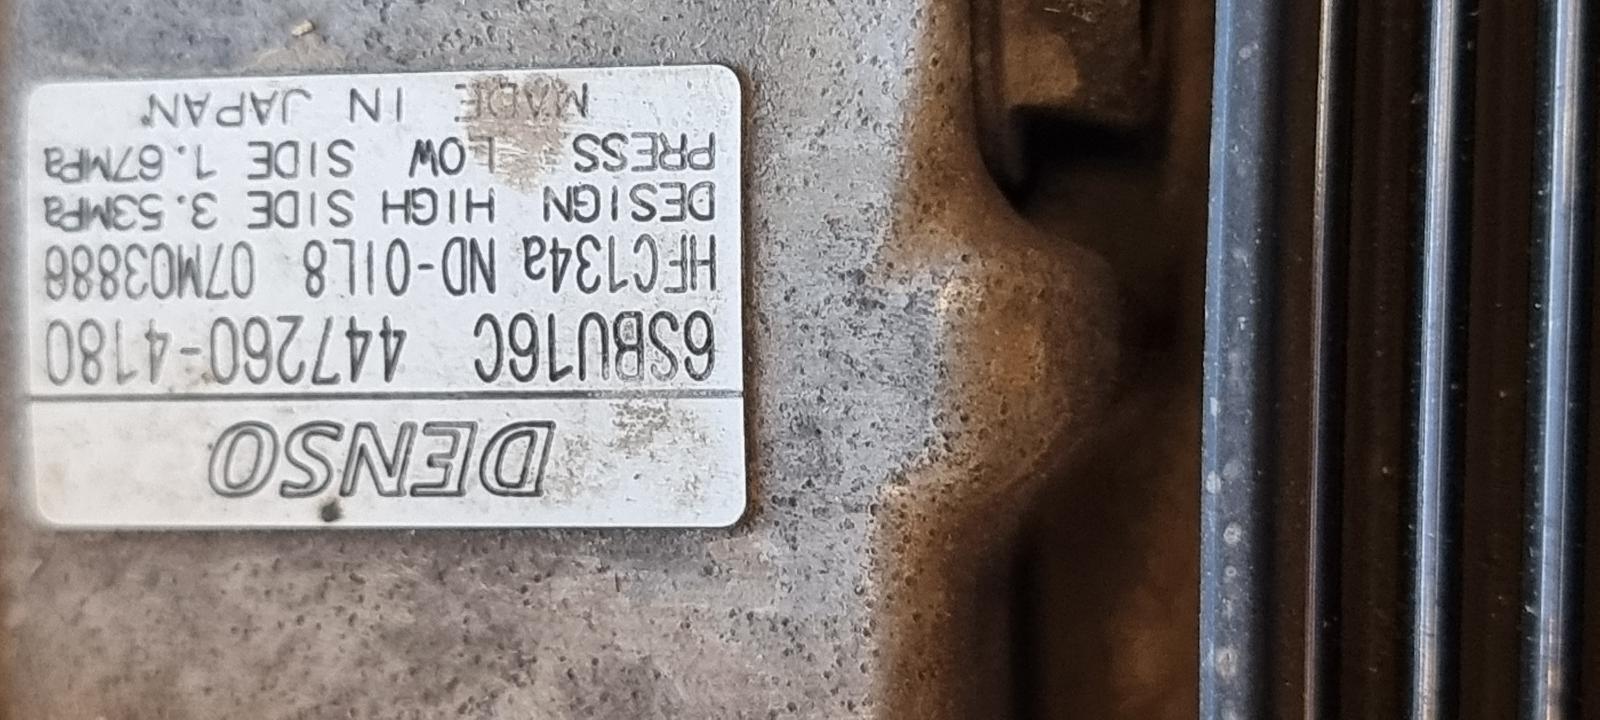 DENSO
6SBU16C 447260-4180
HFC134a ND-OIL8 07M03886
DESIGN HIGH SIDE 3.53MPa
PRESS LOW SIDE 1.67MPa
MADE IN JAPAN